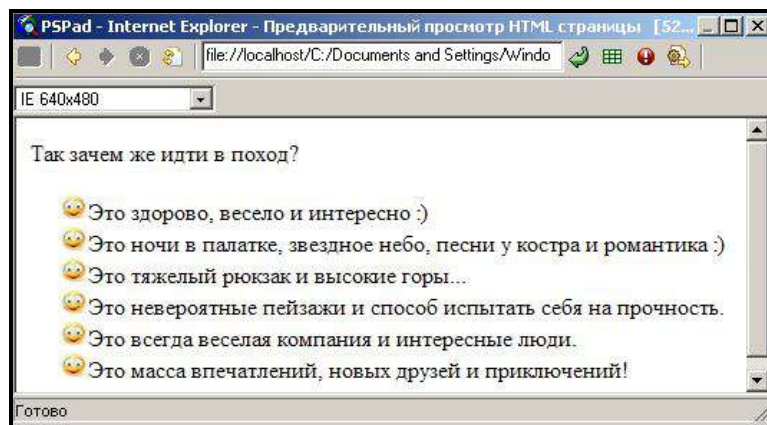 PSPad - Internet Explorer - Предварительный просмотр HTML страницы [52...
file://localhost/C:/Documents and Settings/Windo
IE 640x480
Так зачем же идти в поход?
Это здорово, весело и интересно :)
Это ночи в палатке, звездное небо, песни у костра и романтика :)
Это тяжелый рюкзак и высокие горы...
Это невероятные пейзажи и способ испытать себя на прочность.
Это всегда веселая компания и интересные люди.
Это масса впечатлений, новых друзей и приключений!
Готово